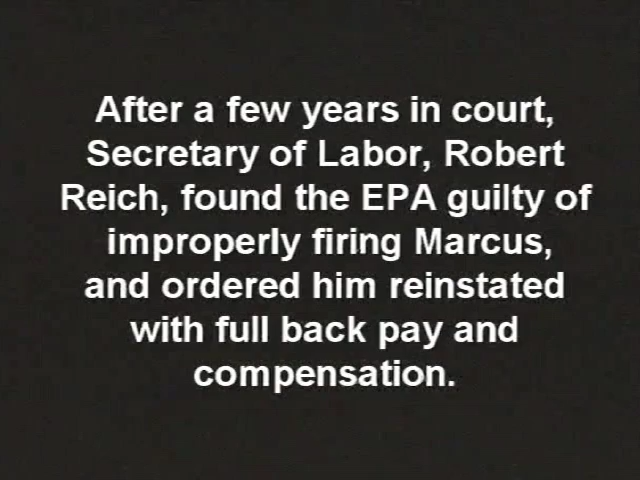 After a few years in court,
Secretary of Labor, Robert
Reich, found the EPA guilty of
improperly firing Marcus,
and ordered him reinstated
with full back pay and
compensation.